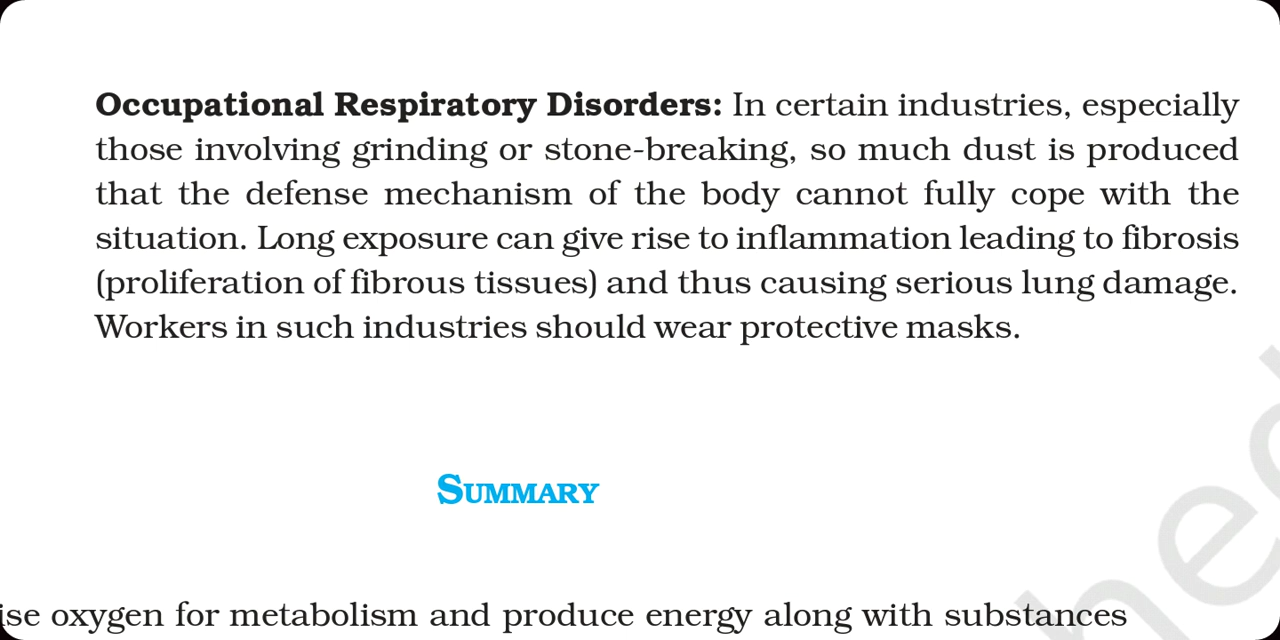 Occupational Respiratory Disorders: In certain industries, especially
those involving grinding or stone-breaking, so much dust is produced
that the defense mechanism of the body cannot fully cope with the
situation. Long exposure can give rise to inflammation leading to fibrosis
(proliferation of fibrous tissues) and thus causing serious lung damage.
Workers in such industries should wear protective masks.
SUMMARY
oxygen for metabolism and produce energy along with substances